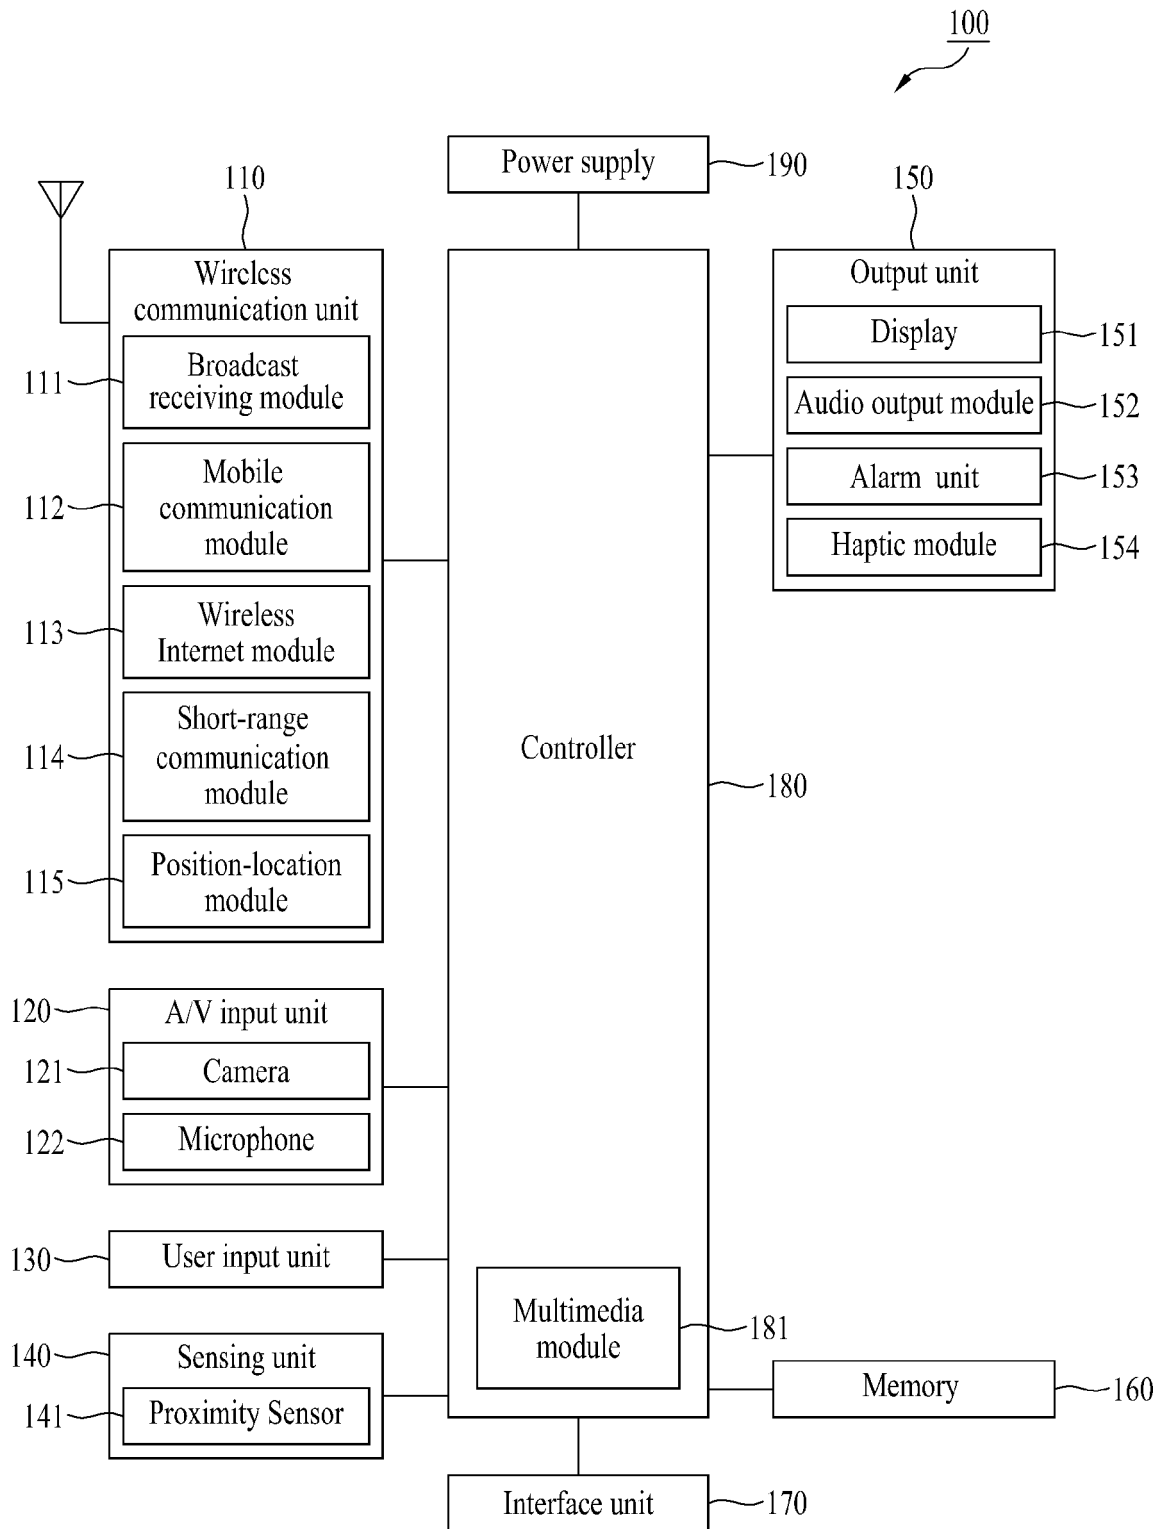 100
Power supply
190
110
Wireless
communication unit
Broadcast
receiving module
111
Mobile
communication
module
112
Wireless
Internet module
113
Short-range
communication
module
114
Position-location
module
115
120
A/V input unit
121
Camera
122
Microphone
130
User input unit
140
Sensing unit
141
Proximity Sensor
Controller
180
Multimedia
module
181
150
Output unit
Display
151
Audio output module
152
Alarm unit
153
Haptic module
154
Memory
160
Interface unit
170